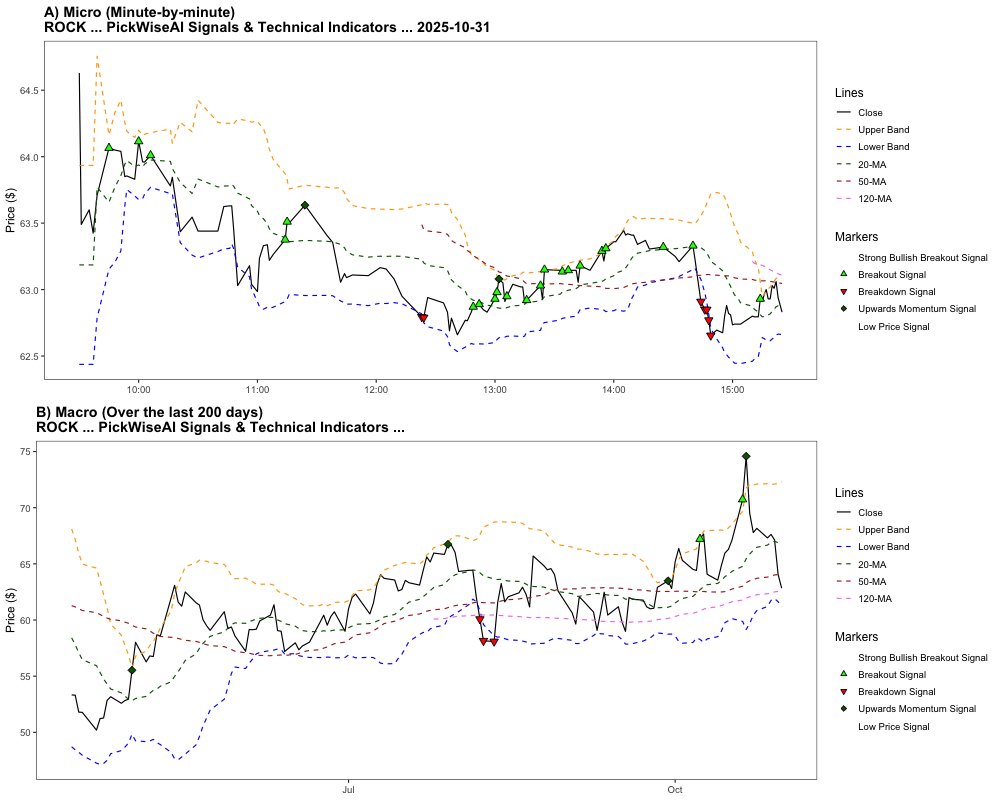 A) Micro (Minute-by-minute)
ROCK ... PickWiseAI Signals & Technical Indicators ... 2025-10-31
Price ($)
64.5
64.0
63.5
63.0
62.5
10:00
11:00
12:00
13:00
14:00
15:00
Lines
Close
Upper Band
Lower Band
20-MA
50-MA
120-MA
Markers
Strong Bullish Breakout Signal
Breakout Signal
Breakdown Signal
Upwards Momentum Signal
Low Price Signal
B) Macro (Over the last 200 days)
ROCK ... PickWiseAI Signals & Technical Indicators ...
Price ($)
75
70
65
60
55
50
Jul
Oct
Lines
Close
Upper Band
Lower Band
20-MA
50-MA
120-MA
Markers
Strong Bullish Breakout Signal
Breakout Signal
Breakdown Signal
Upwards Momentum Signal
Low Price Signal